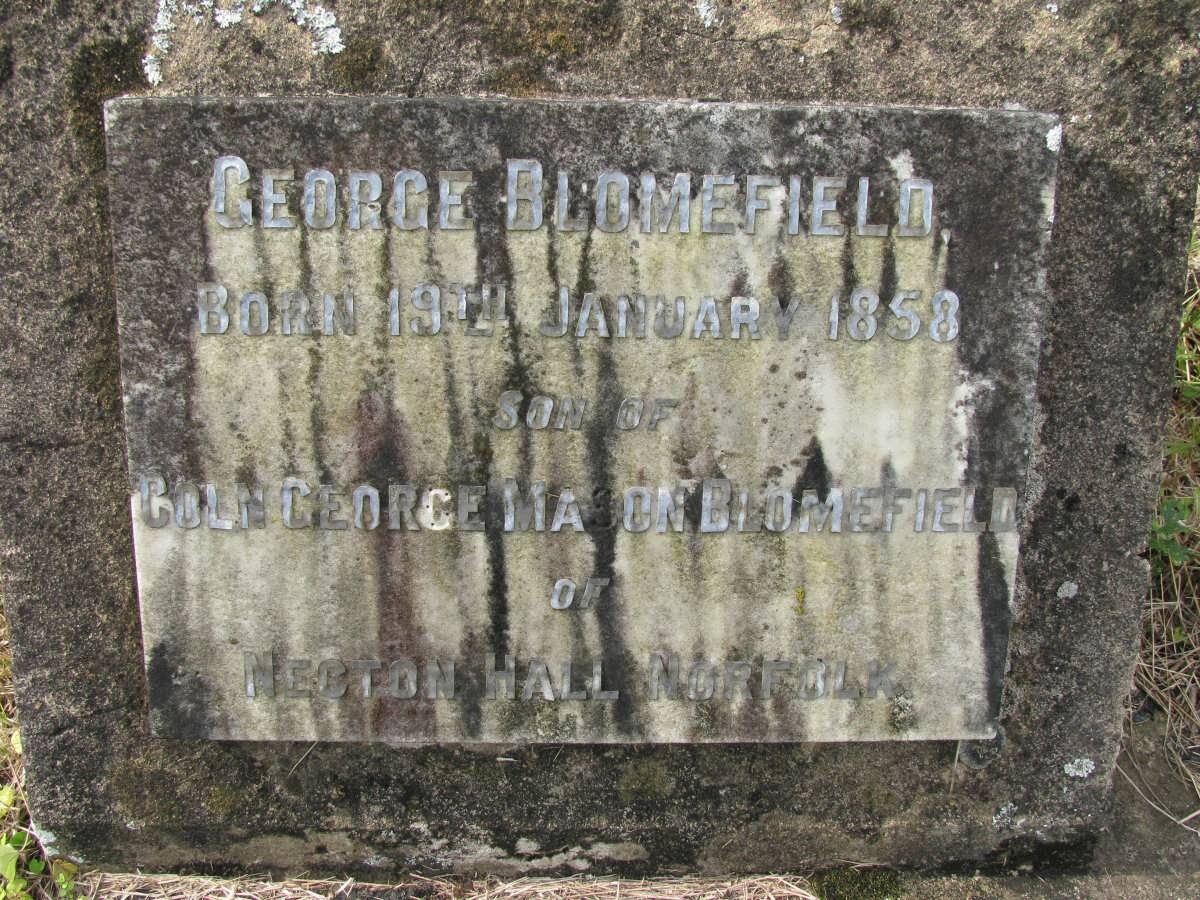 GEORGE BLOMEFIELD,
BORN 19TH JANUARY 1858
SON OF
COLN GEORGE MASON BLOMEFIELD
OF
NECTON HALL NORFOLK.